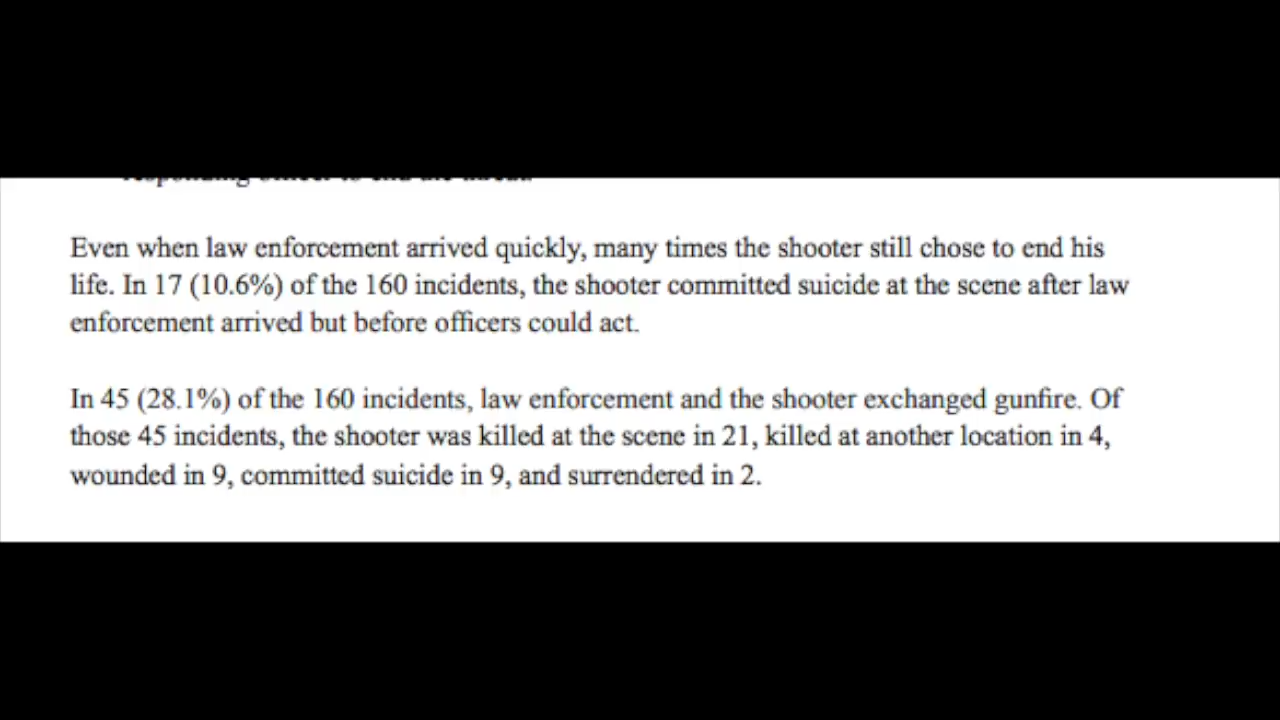 Even when law enforcement arrived quickly, many times the shooter still chose to end his
life. In 17 (10.6%) of the 160 incidents, the shooter committed suicide at the scene after law
enforcement arrived but before officers could act.
In 45 (28.1%) of the 160 incidents, law enforcement and the shooter exchanged gunfire. Of
those 45 incidents, the shooter was killed at the scene in 21, killed at another location in 4,
wounded in 9, committed suicide in 9, and surrendered in 2.